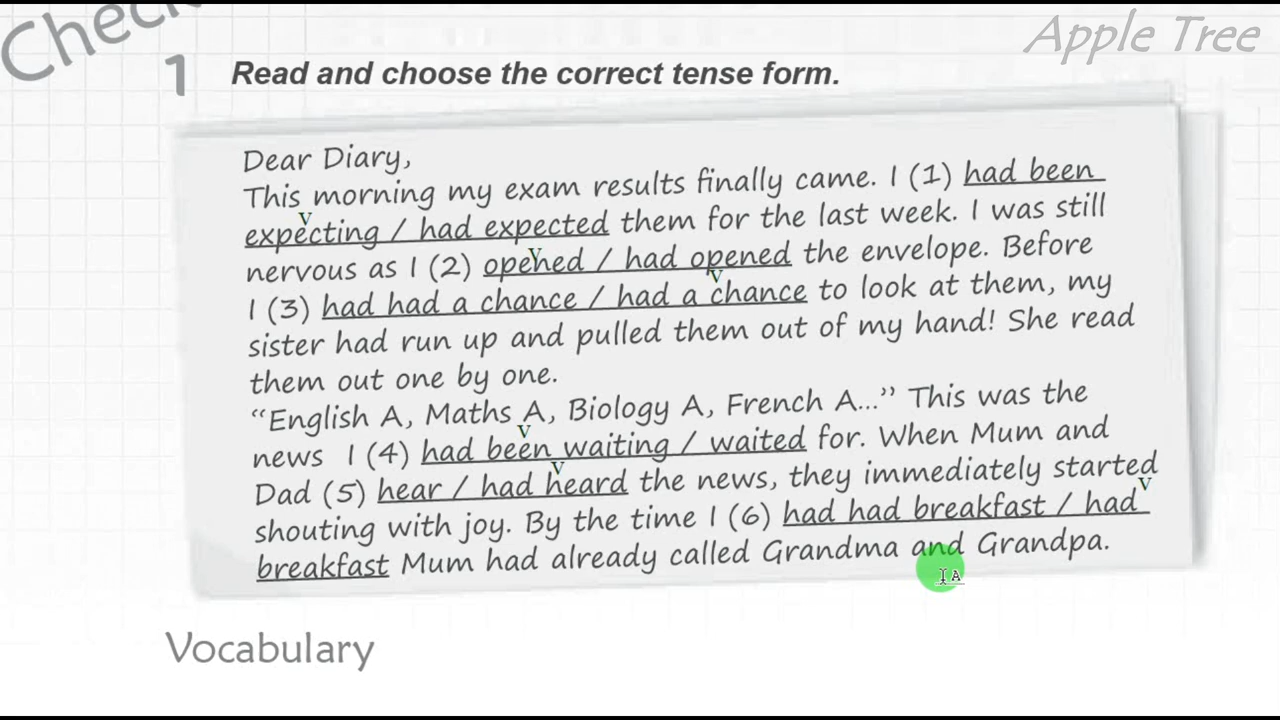 Check
Apple Tree
1 Read and choose the correct tense form.
Dear Diary,
This morning my exam results finally came. I (1) had been
expecting / had expected them for the last week. I was still
nervous as I (2) opened / had opened the envelope. Before
I (3) had had a chance / had a chance to look at them, my
sister had run up and pulled them out of my hand! She read
them out one by one.
“English A, Maths A, Biology A, French A...” This was the
news I (4) had been waiting / waited for. When Mum and
Dad (5) hear / had heard the news, they immediately started
shouting with joy. By the time I (6) had had breakfast / had
breakfast Mum had already called Grandma and Grandpa.
Vocabulary